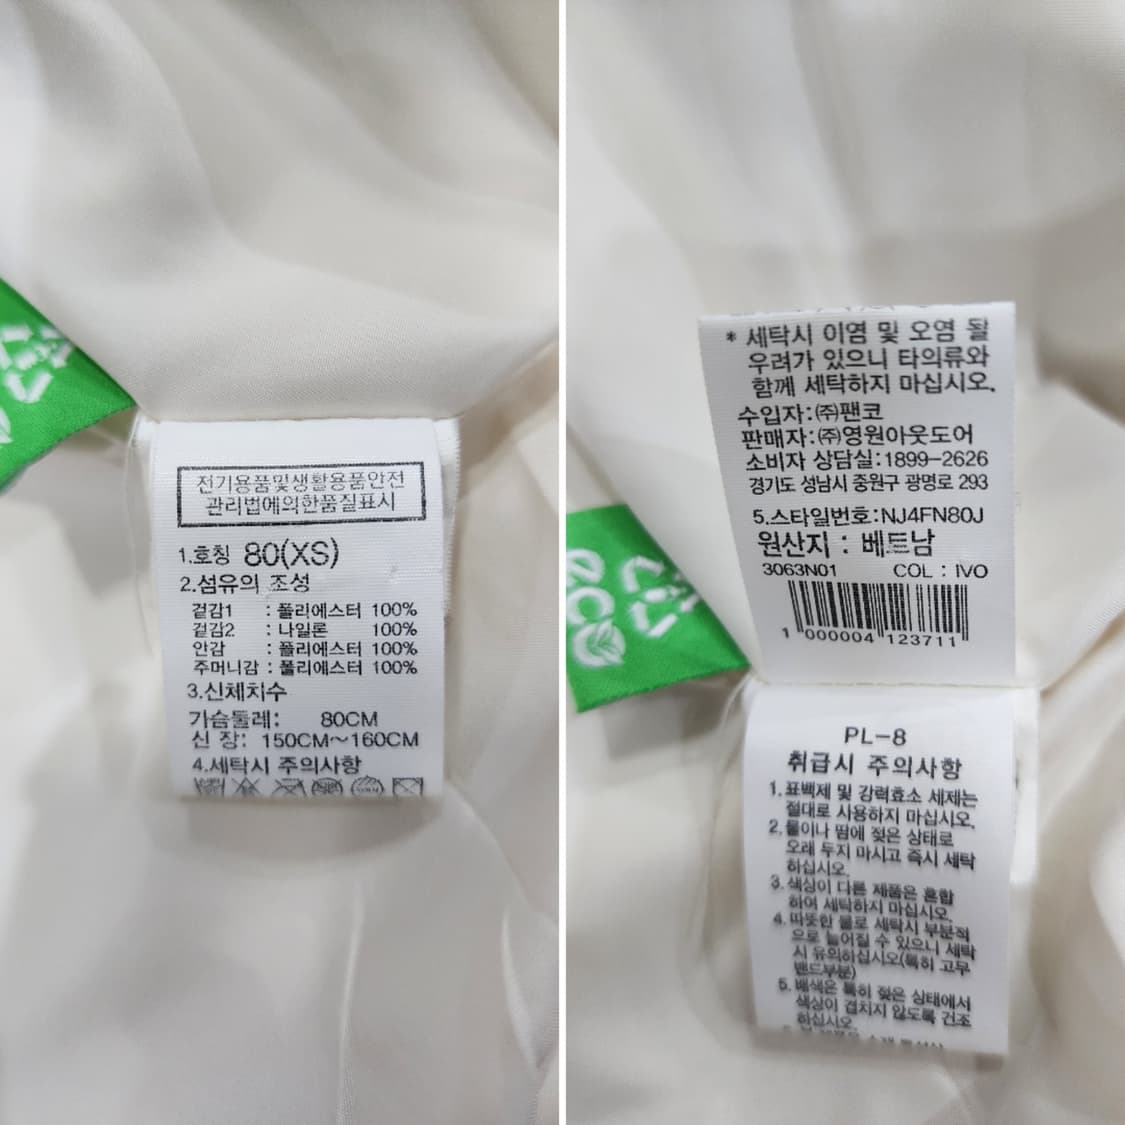 전기용품및생활용품안전
관리법에의한품질표시
1.호칭 80(XS)
2.섬유의 조성
겉감1 : 폴리에스터 100%
겉감2 : 나일론 100%
안감 : 폴리에스터 100%
주머니감 : 폴리에스터 100%
3.신체치수
가슴둘레: 80CM
신 장: 150CM~160CM
4.세탁시 주의사항
* 세탁시 이염 및 오염 될
우려가 있으니 타의류와
함께 세탁하지 마십시오.
수입자:㈜팬코
판매자:㈜영원아웃도어
소비자 상담실:1899-2626
경기도 성남시 중원구 광명로 293
5.스타일번호:NJ4FN80J
원산지 : 베트남
3063N01 COL : IVO
1 000004 123711
eco
PL-8
취급시 주의사항
1. 표백제 및 강력효소 세제는
절대로 사용하지 마십시오.
2. 물이나 땀에 젖은 상태로
오래 두지 마시고 즉시 세탁
하십시오.
3. 색상이 다른 제품은 혼합
하여 세탁하지 마십시오.
4. 따뜻한 물로 세탁시 부분적
으로 늘어질 수 있으니 세탁
시 유의하십시오(특히 고무
밴드부분)
5. 배색은 특히 젖은 상태에서
색상이 겹치지 않도록 건조
하십시오.